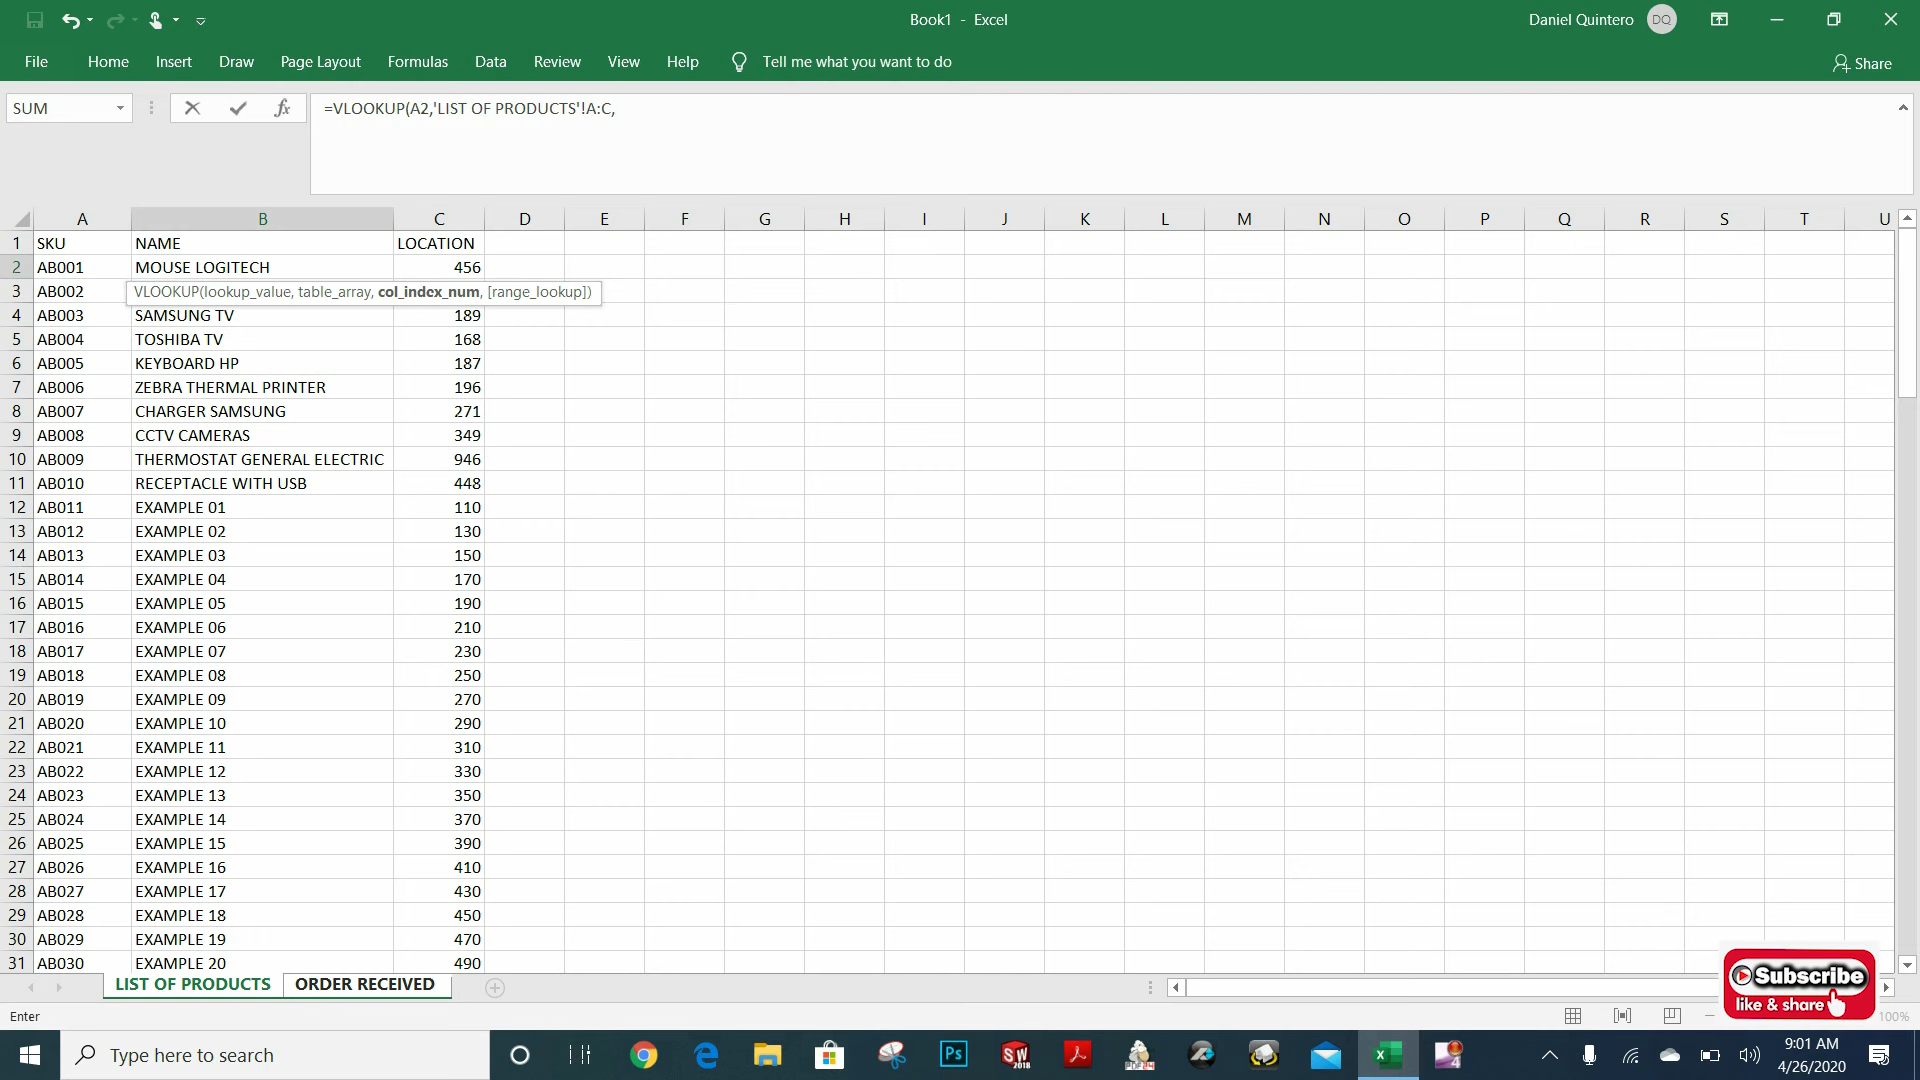 Book1 - Excel
Daniel Quintero DQ
File Home Insert Draw Page Layout Formulas Data Review View Help Tell me what you want to do Share
SUM fx =VLOOKUP(A2,'LIST OF PRODUCTS'!A:C,
A B C D E F G H I J K L M N O P Q R S T U
1 SKU NAME LOCATION
2 AB001 MOUSE LOGITECH 456
3 AB002 VLOOKUP(lookup_value, table_array, col_index_num, [range_lookup])
4 AB003 SAMSUNG TV 189
5 AB004 TOSHIBA TV 168
6 AB005 KEYBOARD HP 187
7 AB006 ZEBRA THERMAL PRINTER 196
8 AB007 CHARGER SAMSUNG 271
9 AB008 CCTV CAMERAS 349
10 AB009 THERMOSTAT GENERAL ELECTRIC 946
11 AB010 RECEPTACLE WITH USB 448
12 AB011 EXAMPLE 01 110
13 AB012 EXAMPLE 02 130
14 AB013 EXAMPLE 03 150
15 AB014 EXAMPLE 04 170
16 AB015 EXAMPLE 05 190
17 AB016 EXAMPLE 06 210
18 AB017 EXAMPLE 07 230
19 AB018 EXAMPLE 08 250
20 AB019 EXAMPLE 09 270
21 AB020 EXAMPLE 10 290
22 AB021 EXAMPLE 11 310
23 AB022 EXAMPLE 12 330
24 AB023 EXAMPLE 13 350
25 AB024 EXAMPLE 14 370
26 AB025 EXAMPLE 15 390
27 AB026 EXAMPLE 16 410
28 AB027 EXAMPLE 17 430
29 AB028 EXAMPLE 18 450
30 AB029 EXAMPLE 19 470
31 AB030 EXAMPLE 20 490
LIST OF PRODUCTS ORDER RECEIVED
Subscribe
like & share
Enter 100%
Type here to search
Ps
SW
2018
4
9:01 AM
4/26/2020